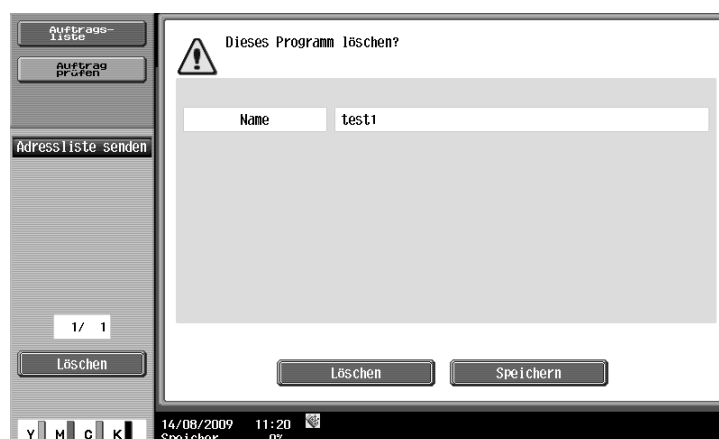 Auftrags-
liste
Auftrag
prüfen
Adressliste senden
1/ 1
Löschen
Dieses Programm löschen?
Name test1
Löschen Speichern
Y M C K
14/08/2009 11:20
Speicher 0%